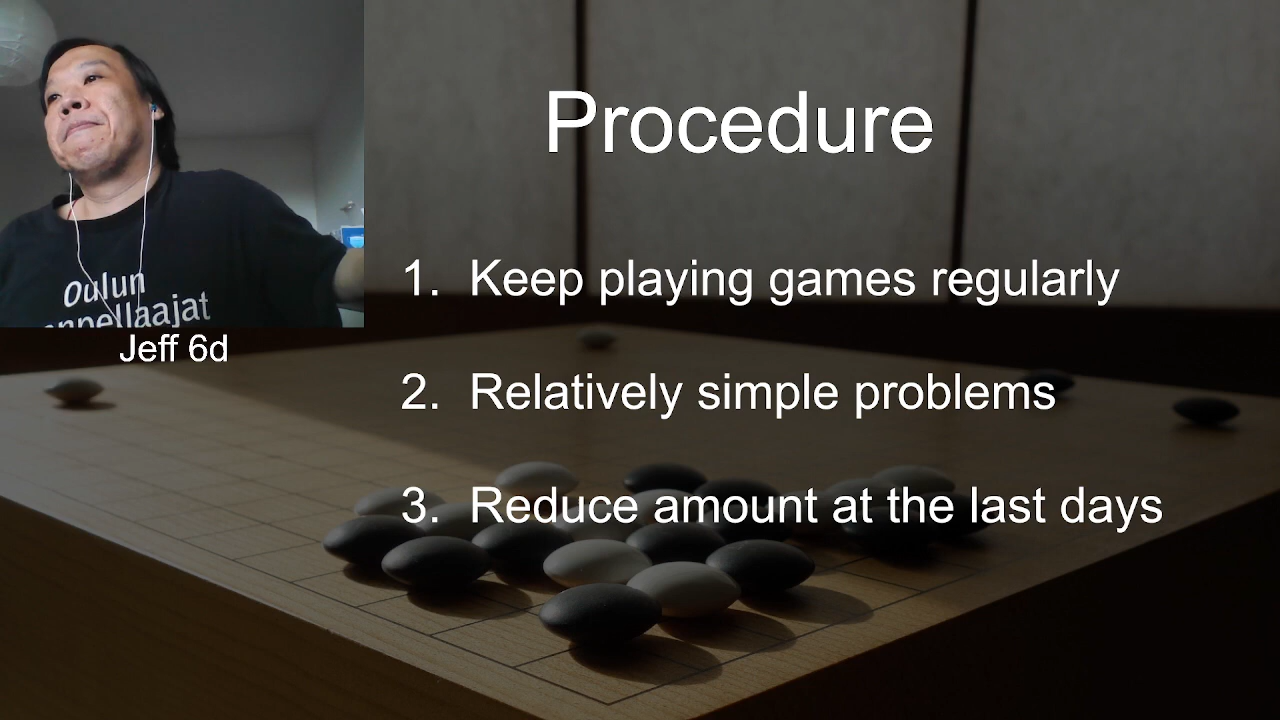 Procedure
1. Keep playing games regularly
2. Relatively simple problems
3. Reduce amount at the last days
Oulun
Jeff 6d